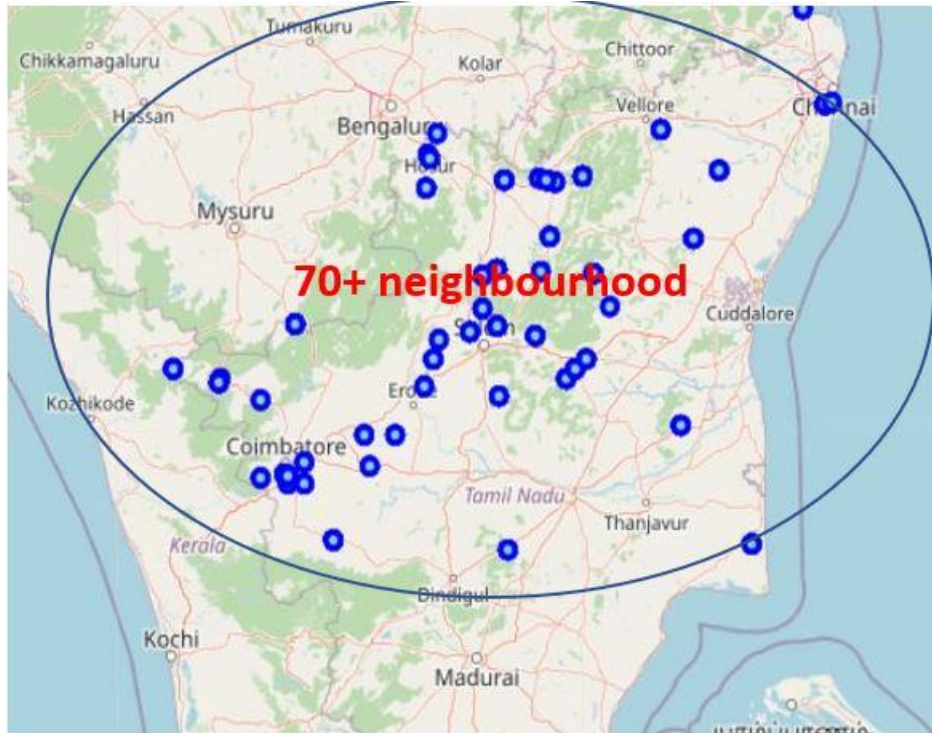 Tumakuru
Chikkamagaluru
Kolar
Chittoor
Hassan
Bengaluru
Vellore
Chennai
Hosur
Mysuru
70+ neighbourhood
Cuddalore
Salem
Kozhikode
Erode
Coimbatore
Tamil Nadu
Thanjavur
Kerala
Dindigul
Kochi
Madurai